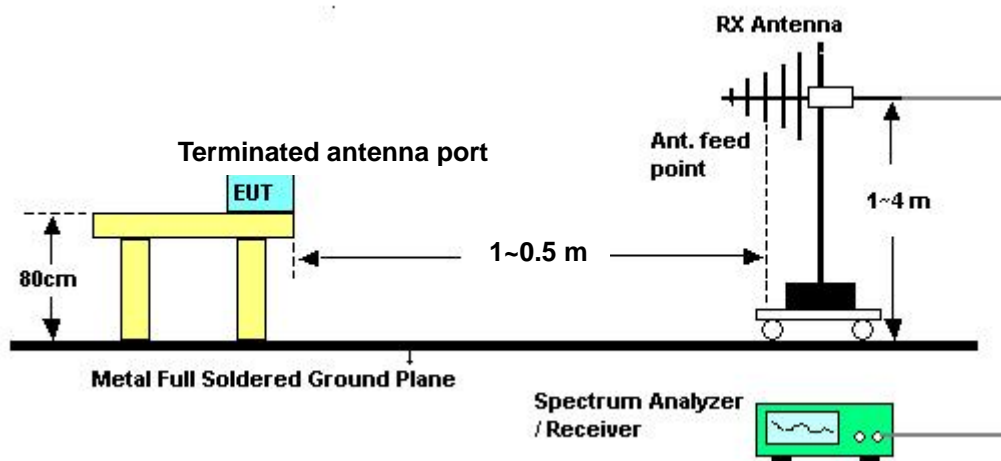 RX Antenna
Terminated antenna port
Ant. feed
point
EUT
1~4 m
1~0.5 m
80cm
Metal Full Soldered Ground Plane
Spectrum Analyzer
/ Receiver